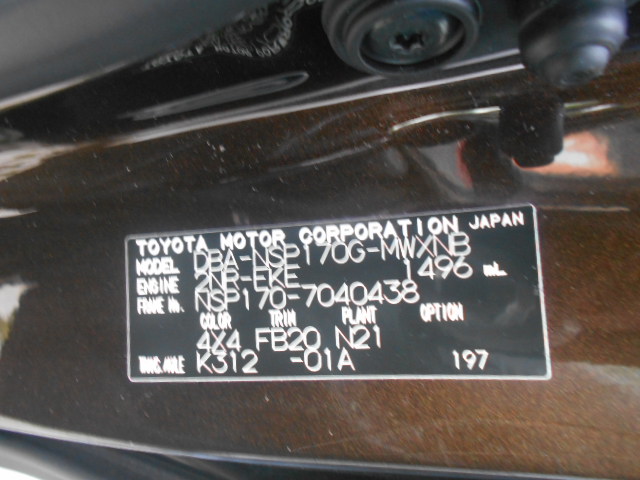 TOYOTA MOTOR CORPORATION JAPAN
MODEL DBA-NSP170G-MWXNB
ENGINE 2NR-FKE 1496 mL
FRAME No. NSP170-7040438
COLOR TRIM PLANT OPTION
4X4 FB20 N21
TRANS./AXLE K312 -01A 197